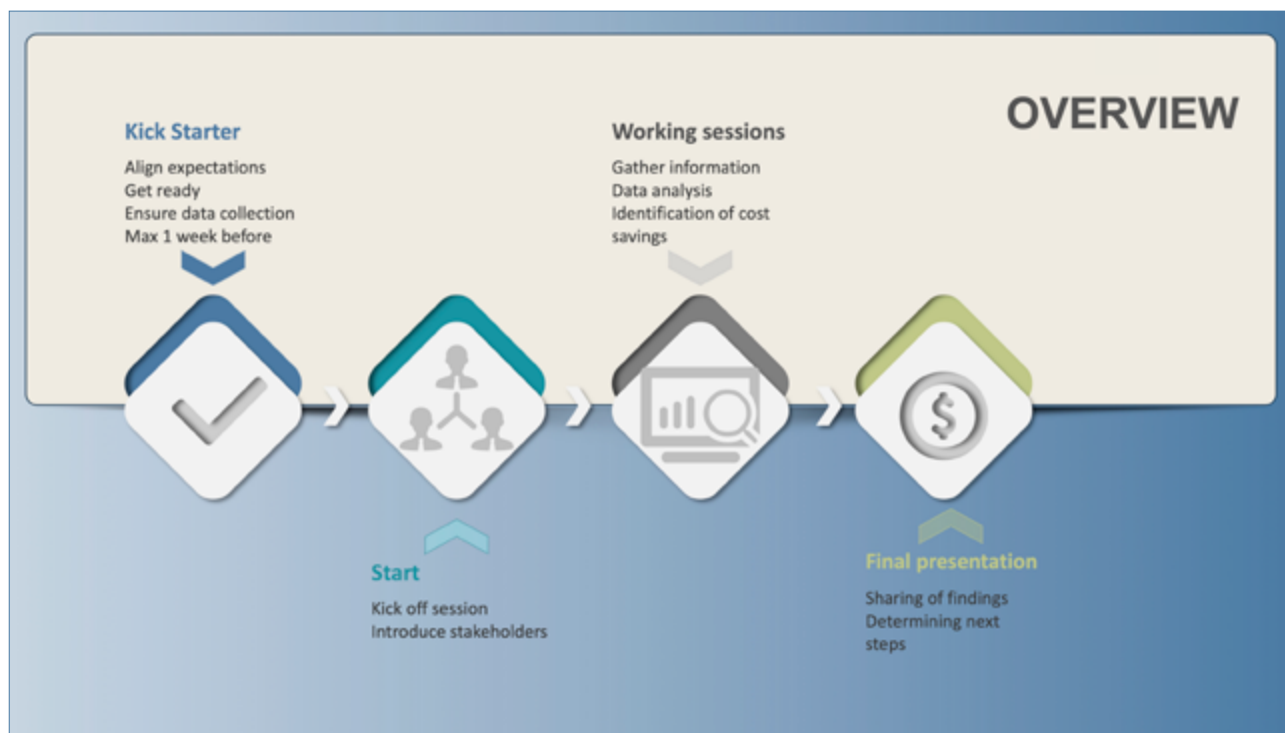 OVERVIEW
Kick Starter
Align expectations
Get ready
Ensure data collection
Max 1 week before
Working sessions
Gather information
Data analysis
Identification of cost
savings
$
Start
Kick off session
Introduce stakeholders
Final presentation
Sharing of findings
Determining next
steps